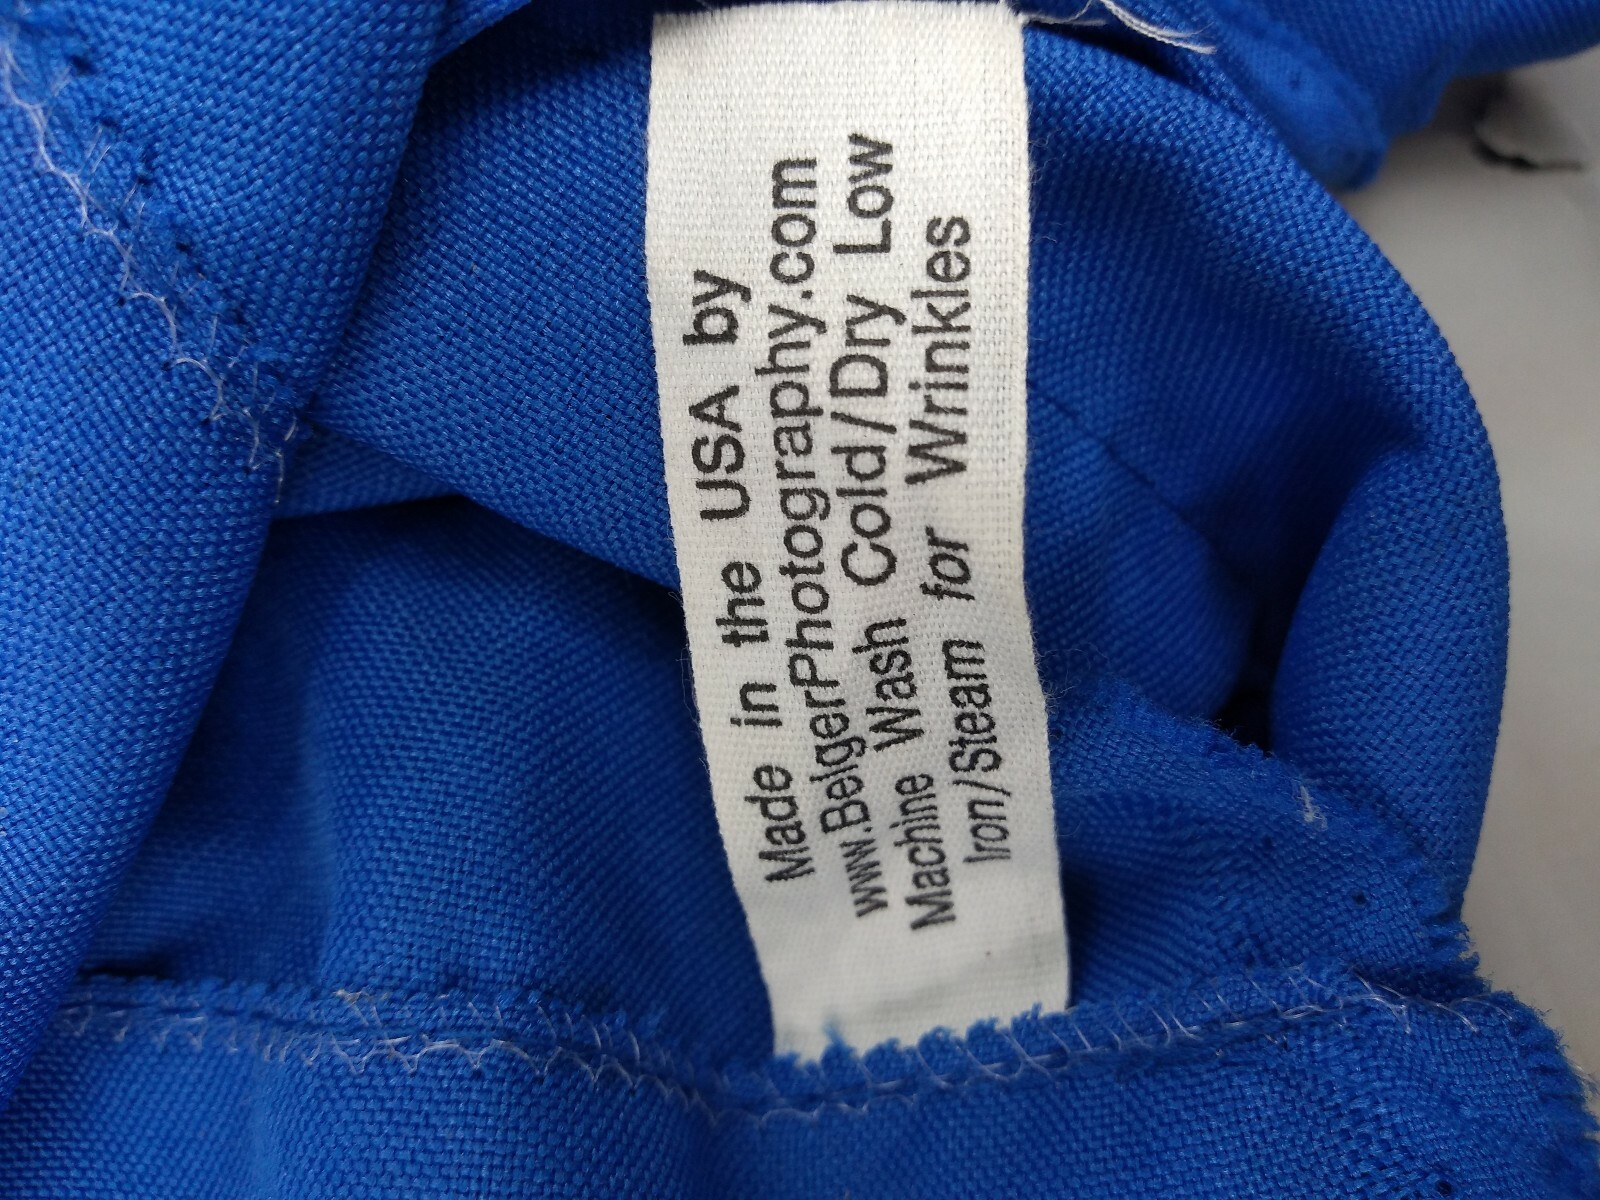 Made in the USA by
www.BelgerPhotography.com
Machine Wash Cold/Dry Low
Iron/Steam for Wrinkles